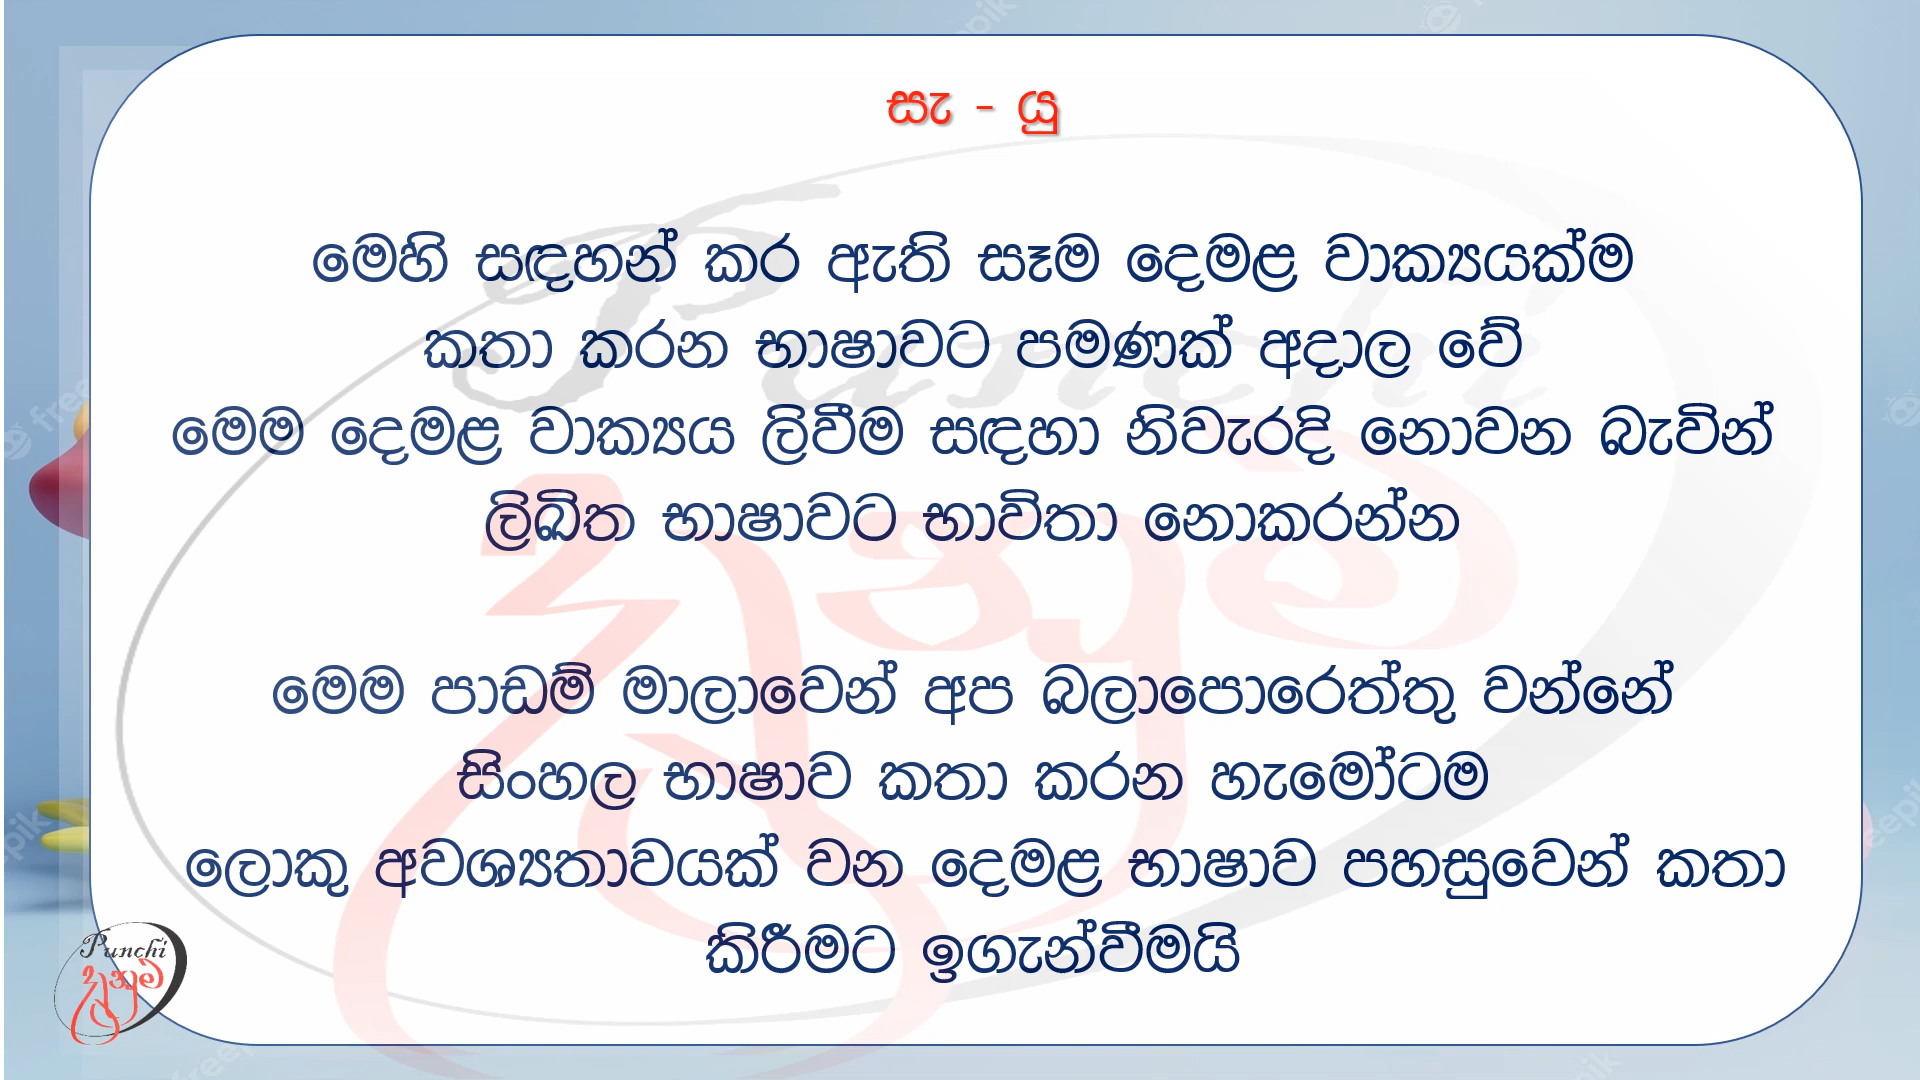 සැ - යු
මෙහි සඳහන් කර ඇති සෑම දෙමළ වාක්‍යයක්ම
කතා කරන භාෂාවට පමණක් අදාල වේ
මෙම දෙමළ වාක්‍යය ලිවීම සඳහා නිවැරදි නොවන බැවින්
ලිඛිත භාෂාවට භාවිතා නොකරන්න
මෙම පාඩම් මාලාවෙන් අප බලාපොරෙත්තු වන්නේ
සිංහල භාෂාව කතා කරන හැමෝටම
ලොකු අවශ්‍යතාවයක් වන දෙමළ භාෂාව පහසුවෙන් කතා
කිරීමට ඉගැන්වීමයි
Punchi
දැනුම